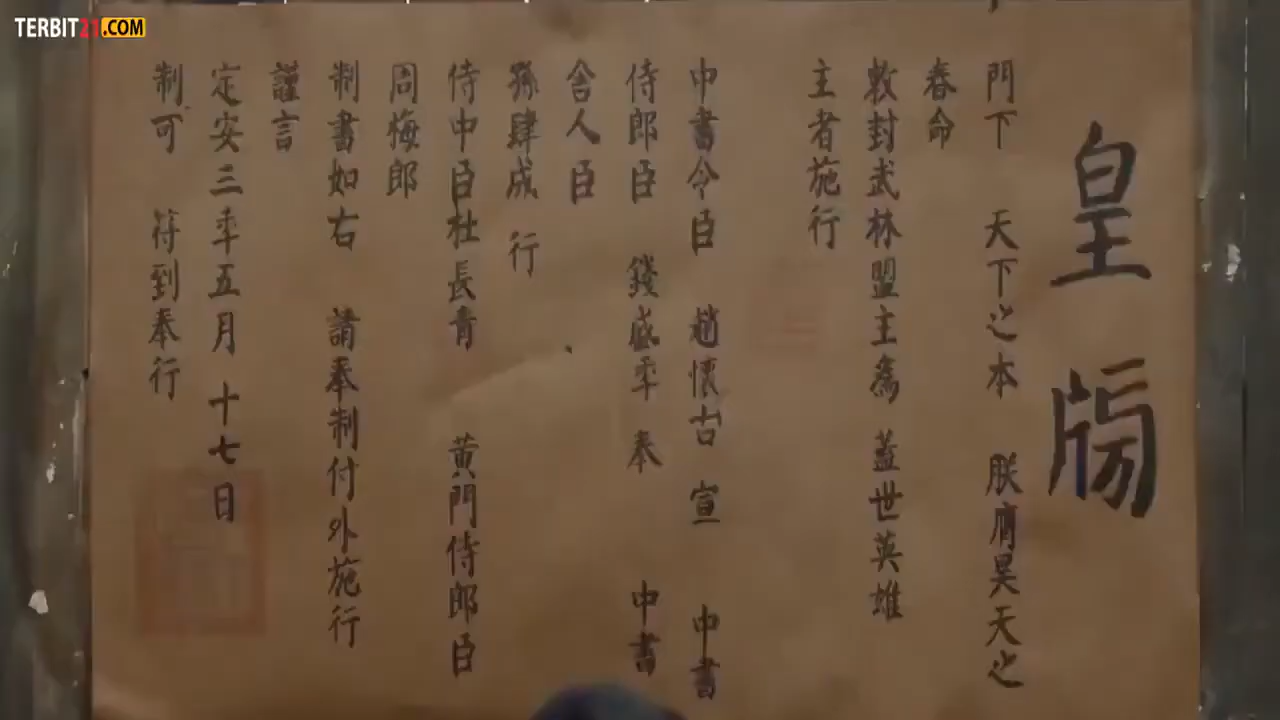 TERBIT21.COM
皇牓
門下 天下之本 朕膺昊天之
春命
敕封武林盟主為 蓋世英雄
主者施行
中書令臣 趙懷古 宣 中書
侍郎臣 錢盛年 奉 中書
舍人臣
孫肆成 行
侍中臣杜長青 黃門侍郎臣
周梅郎
制書如右 請奉制付外施行
謹言
定安三年五月 十七日
制可 符到奉行